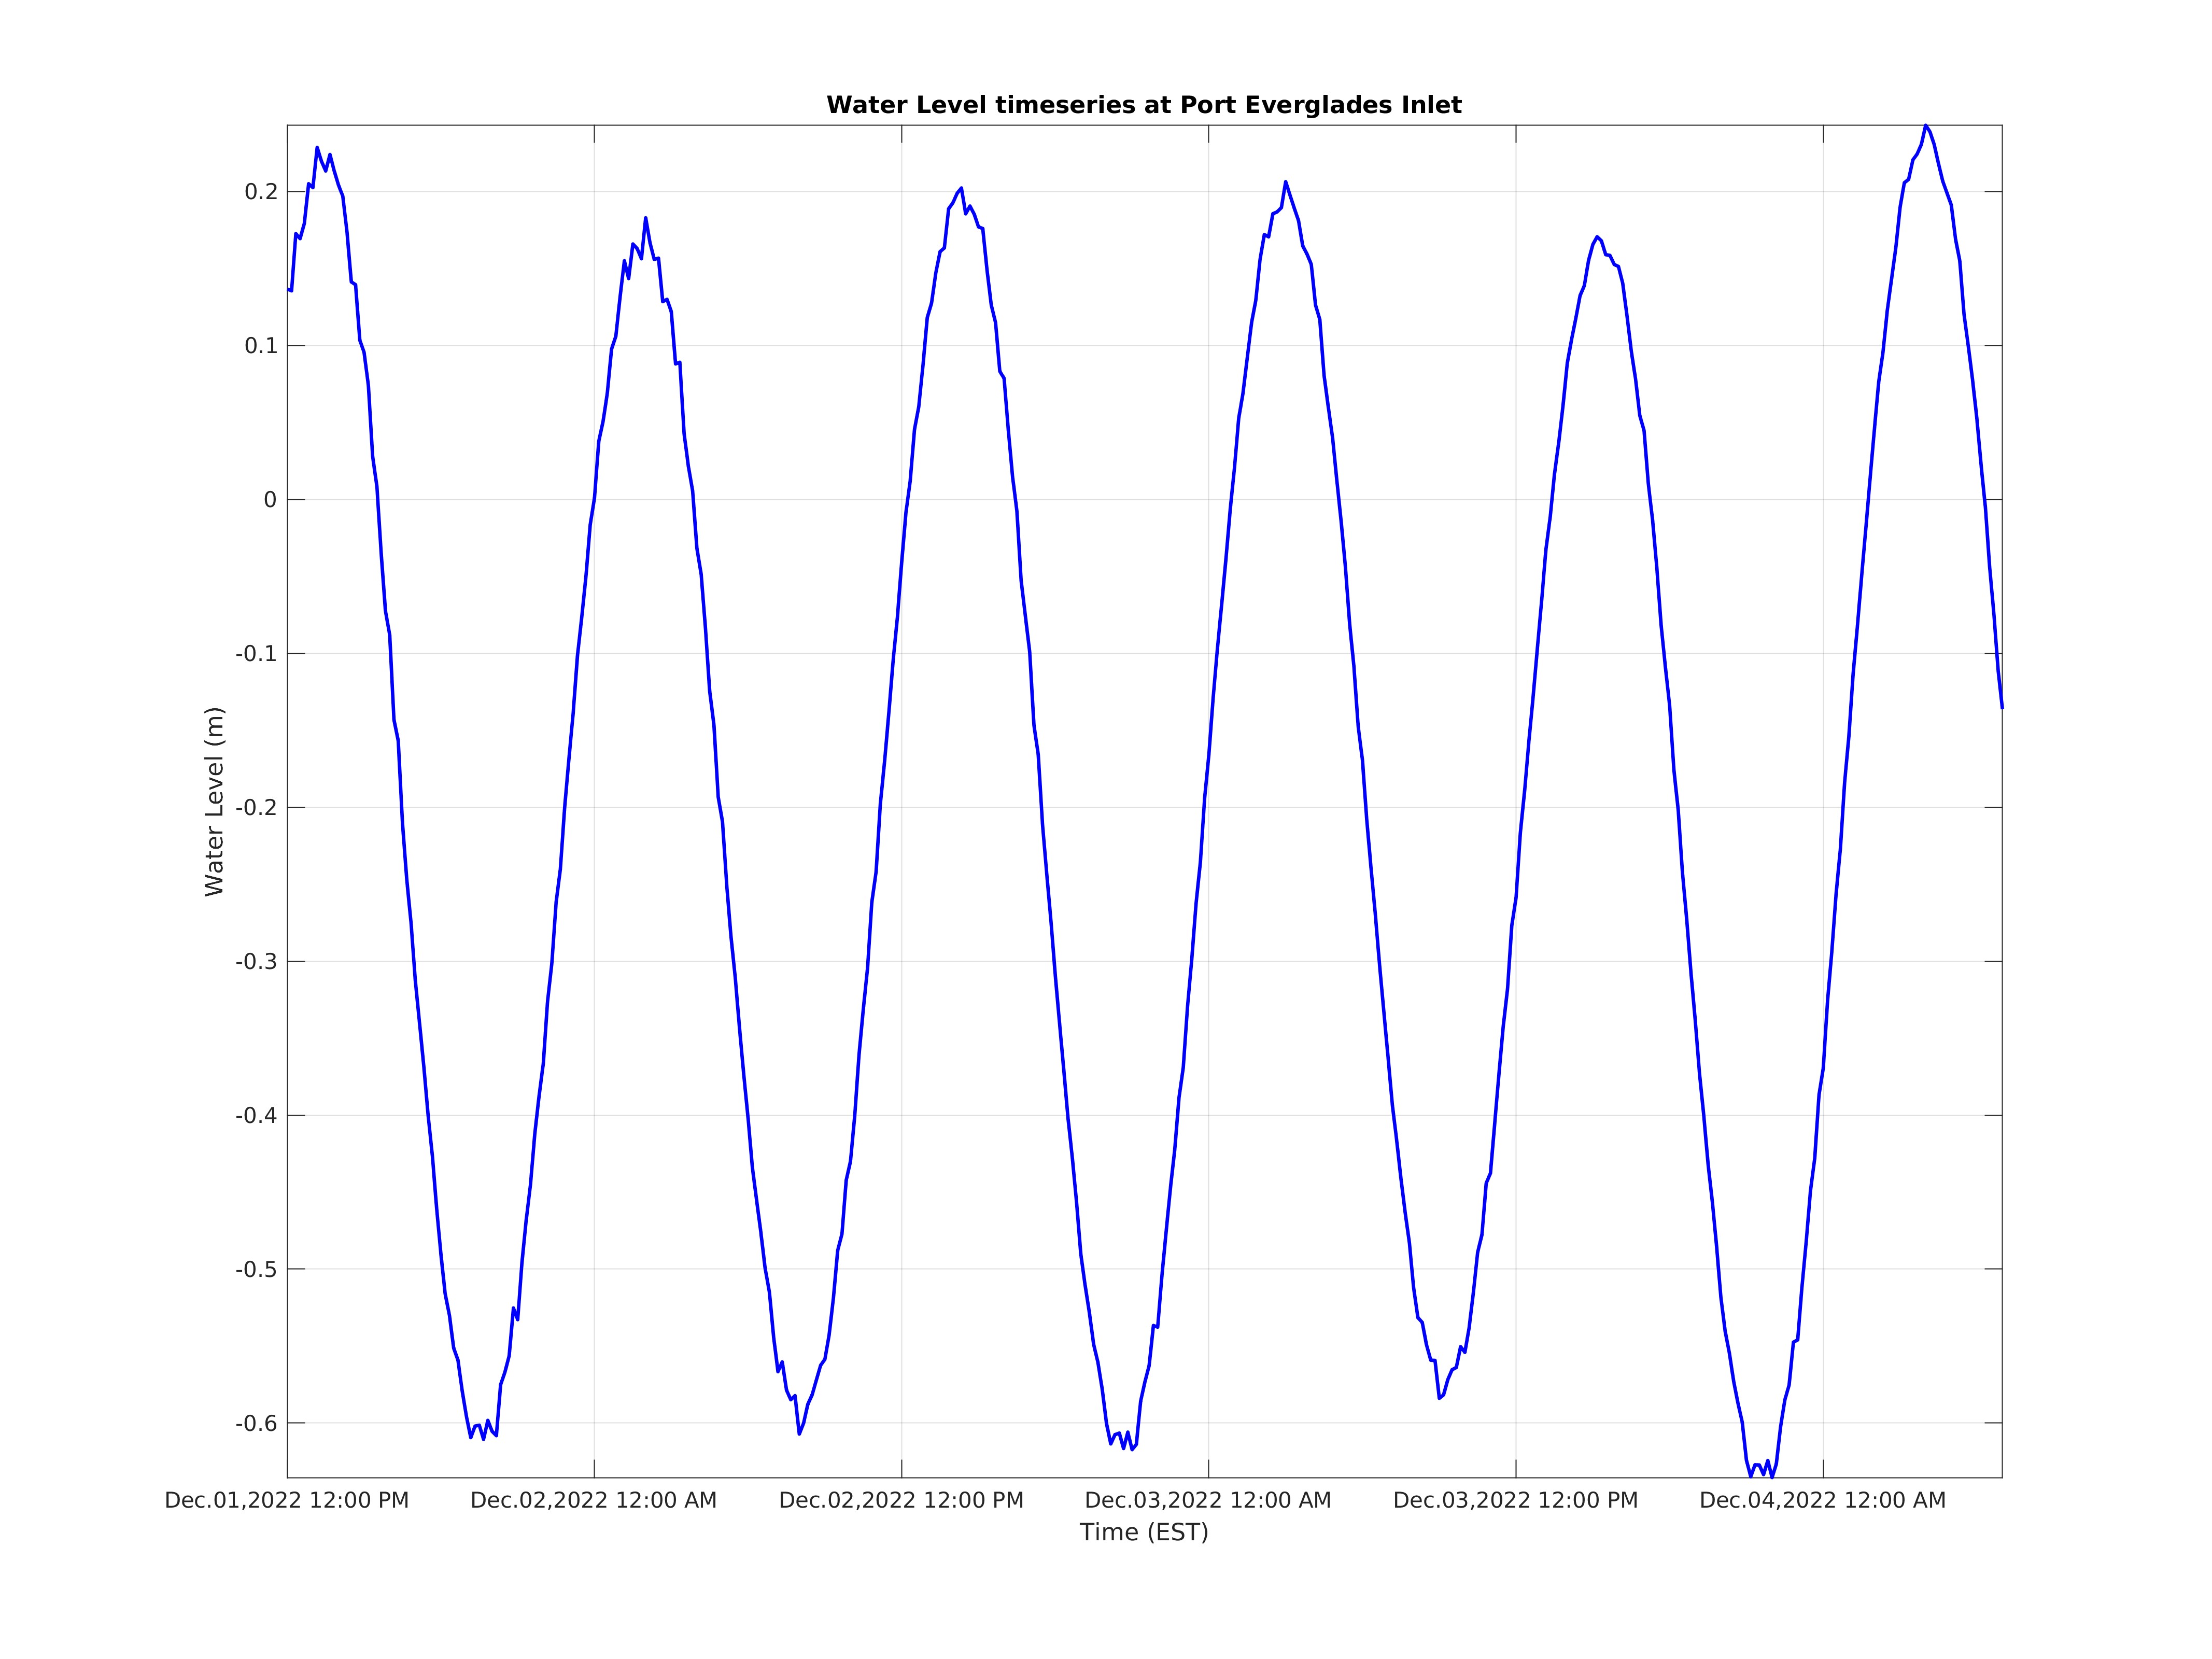 Water Level timeseries at Port Everglades Inlet
0.2
0.1
0
-0.1
-0.2
-0.3
-0.4
-0.5
-0.6
Water Level (m)
Dec.01,2022 12:00 PM Dec.02,2022 12:00 AM Dec.02,2022 12:00 PM Dec.03,2022 12:00 AM Dec.03,2022 12:00 PM Dec.04,2022 12:00 AM
Time (EST)